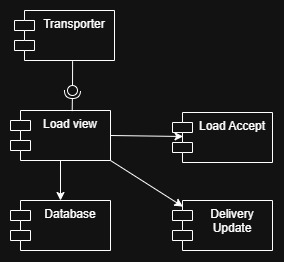 Transporter
Load view
Load Accept
Database
Delivery
Update